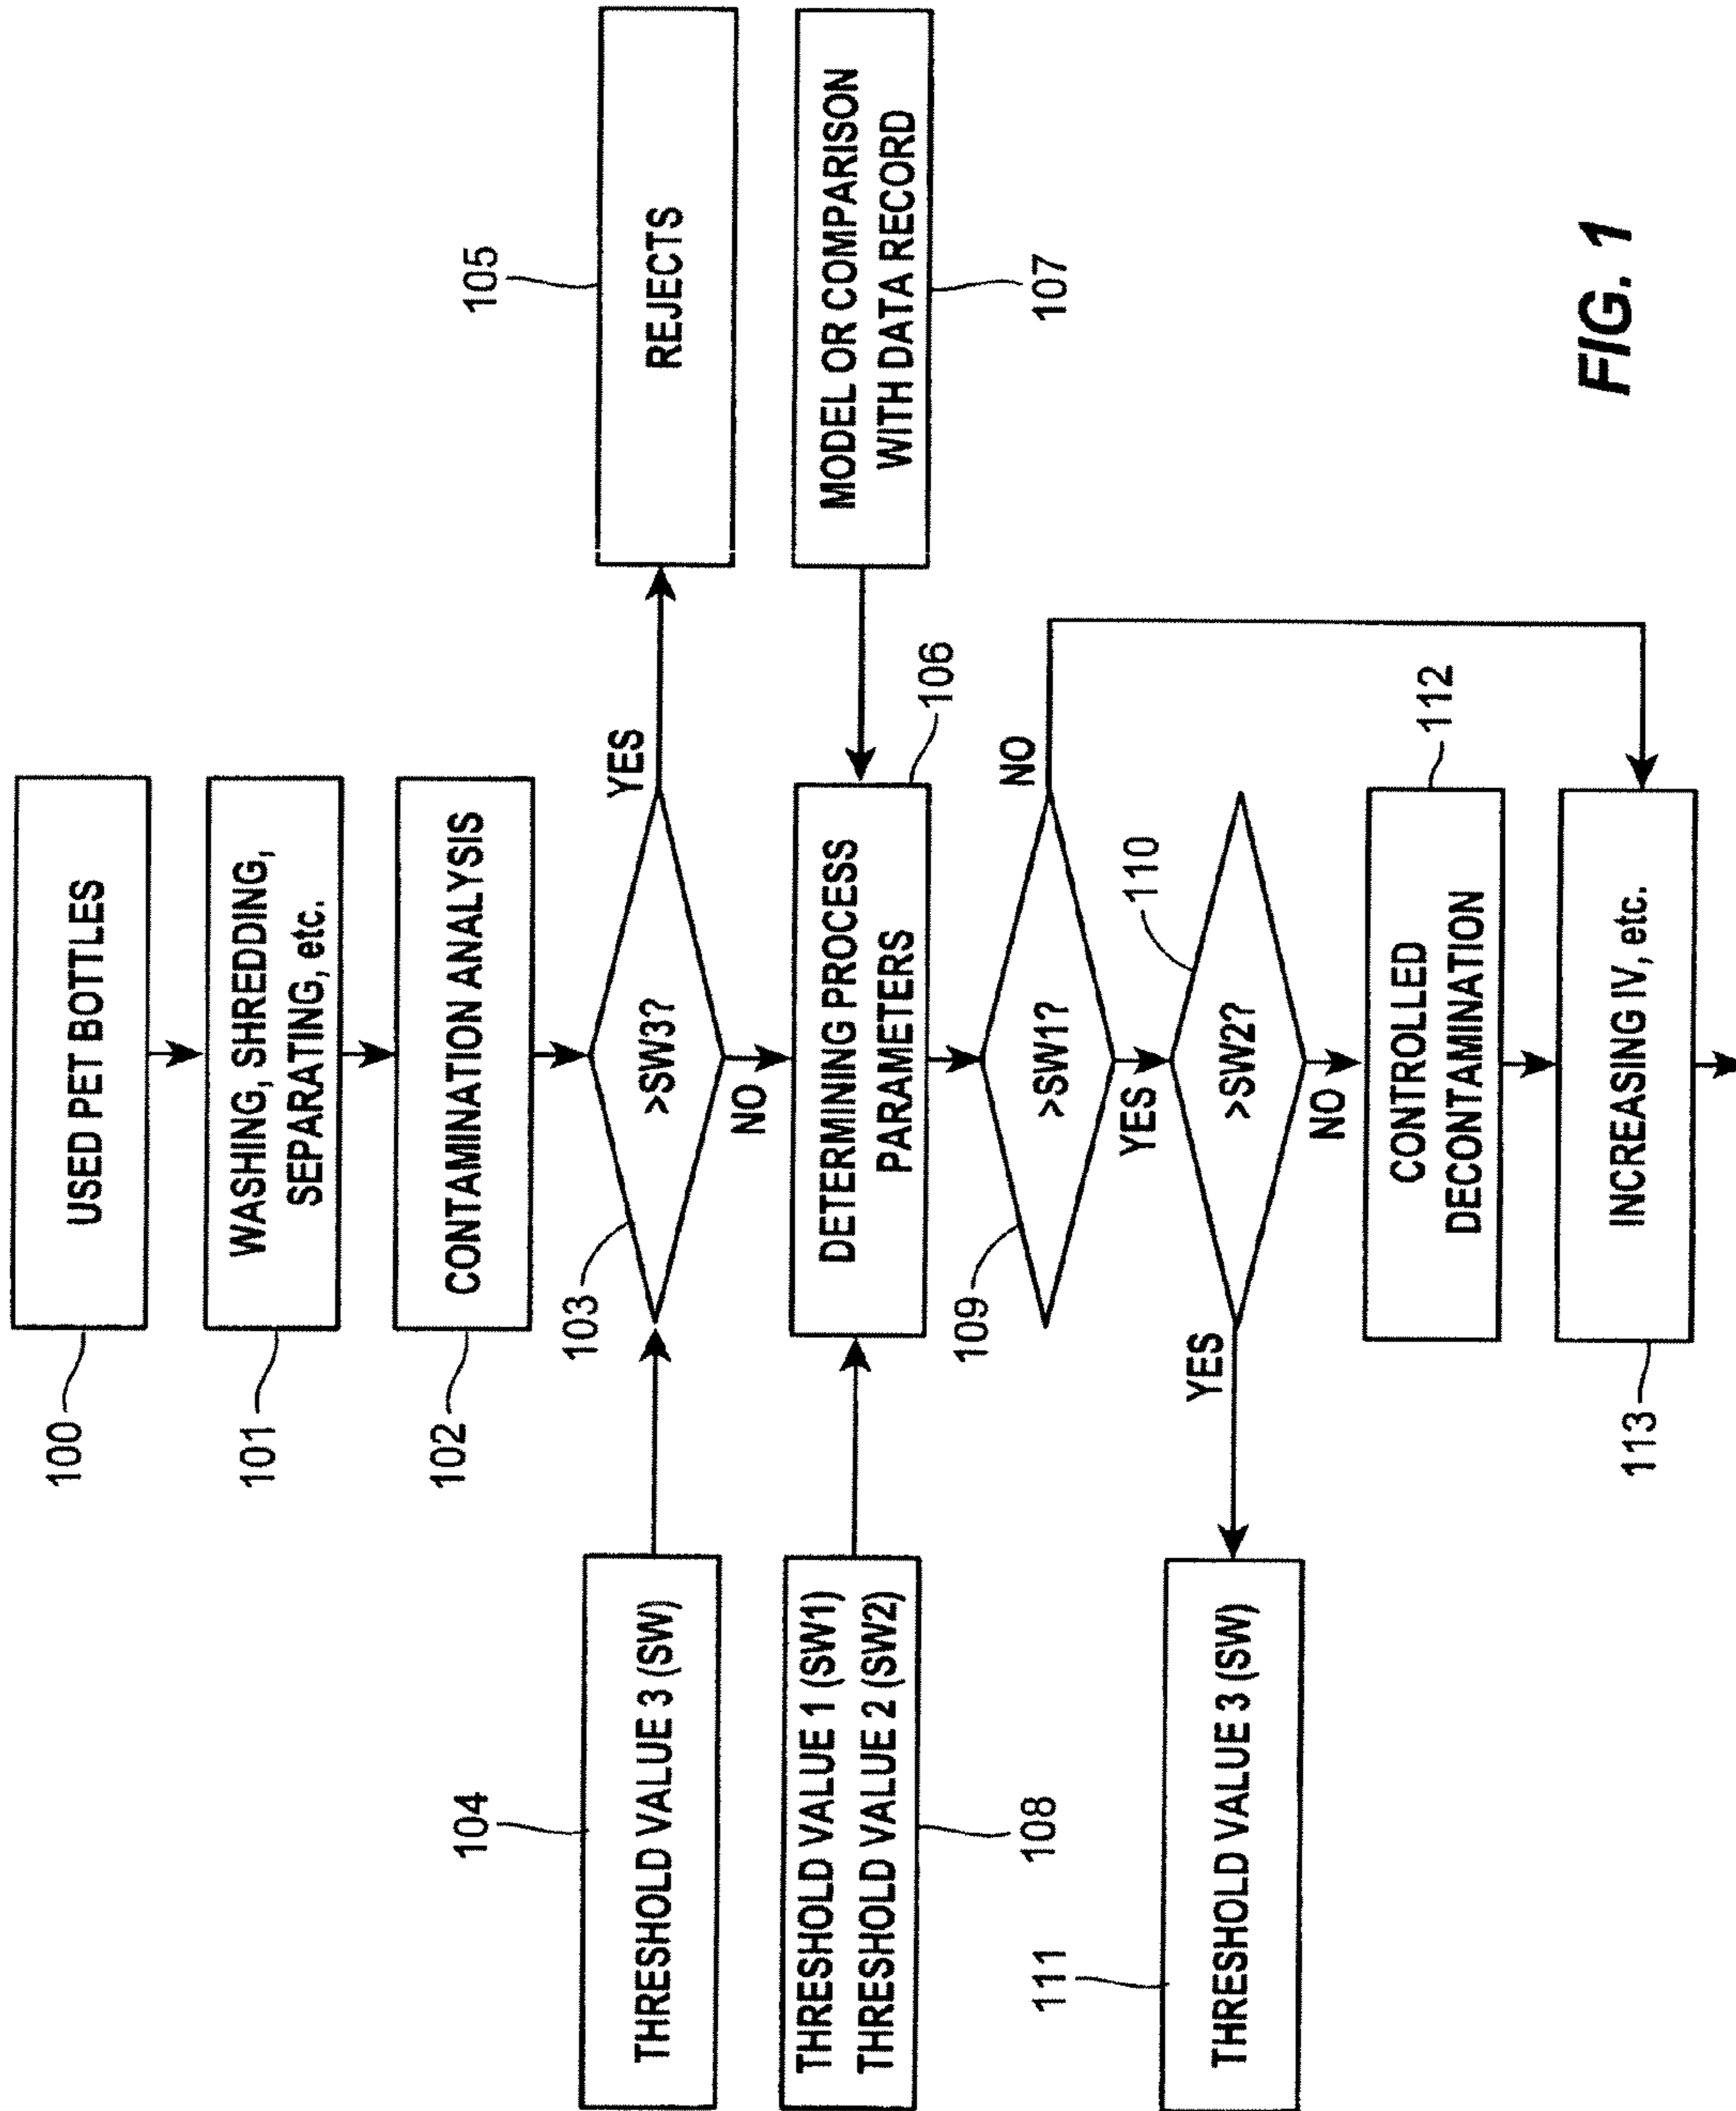 100
USED PET BOTTLES
101
WASHING, SHREDDING,
SEPARATING, etc.
102
CONTAMINATION ANALYSIS
104
THRESHOLD VALUE 3 (SW)
103
>SW3?
YES
NO
105
REJECTS
THRESHOLD VALUE 1 (SW1)
THRESHOLD VALUE 2 (SW2)
108
DETERMINING PROCESS
PARAMETERS
106
MODEL OR COMPARISON
WITH DATA RECORD
107
109
>SW1?
NO
YES
110
>SW2?
YES
NO
111
THRESHOLD VALUE 3 (SW)
CONTROLLED
DECONTAMINATION
112
113
INCREASING IV, etc.
FIG. 1